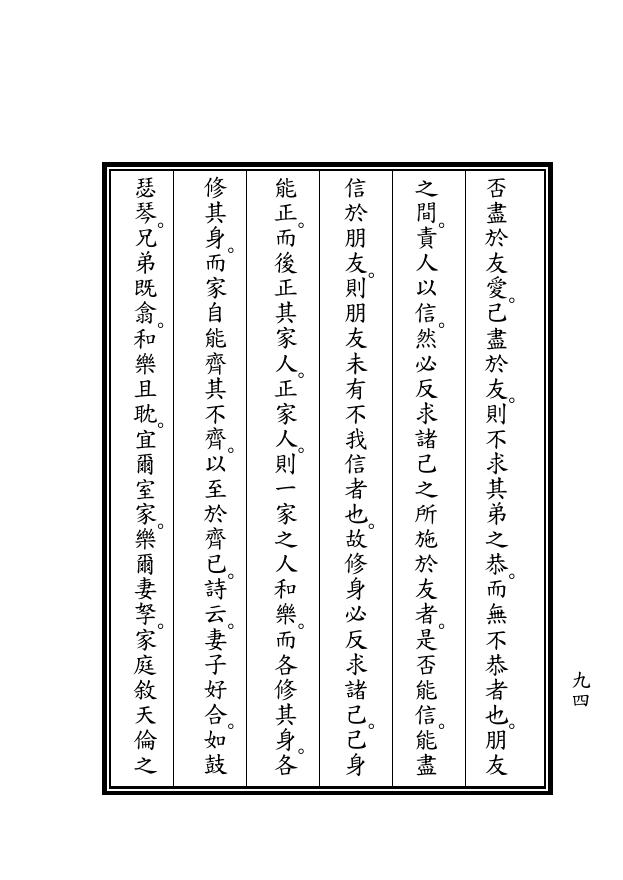 否盡於友愛。己盡於友。則不求其弟之恭。而無不恭者也。朋友
之間。責人以信。然必反求諸己之所施於友者。是否能信。能盡
信於朋友。則朋友未有不我信者也。故修身必反求諸己。己身
能正。而後正其家人。正家人。則一家之人和樂。而各修其身。各
修其身。而家自能齊其不齊。以至於齊已。詩云。妻子好合。如鼓
瑟琴。兄弟既翕。和樂且耽。宜爾室家。樂爾妻孥。家庭敘天倫之
九四